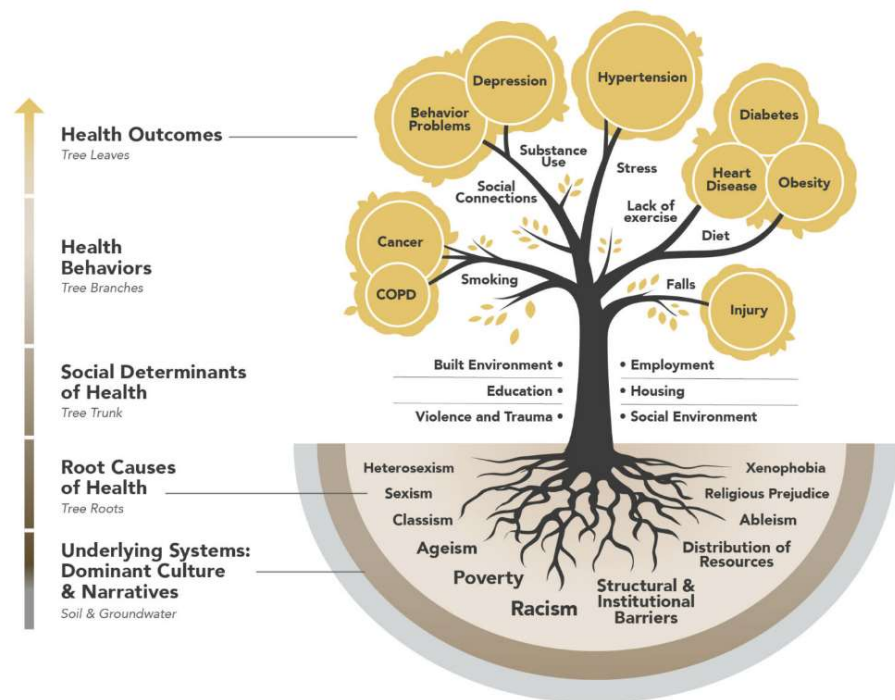 Health Outcomes
Tree Leaves
Health
Behaviors
Tree Branches
Social Determinants
of Health
Tree Trunk
Root Causes
of Health
Tree Roots
Underlying Systems:
Dominant Culture
& Narratives
Soil & Groundwater
Depression
Behavior
Problems
Hypertension
Diabetes
Heart
Disease
Obesity
Substance
Use
Social
Connections
Stress
Lack of
exercise
Diet
Cancer
COPD
Smoking
Falls
Injury
Built Environment •
• Employment
Education •
• Housing
Violence and Trauma •
• Social Environment
Heterosexism
Sexism
Classism
Ageism
Poverty
Racism
Structural &
Institutional
Barriers
Distribution of
Resources
Ableism
Religious Prejudice
Xenophobia